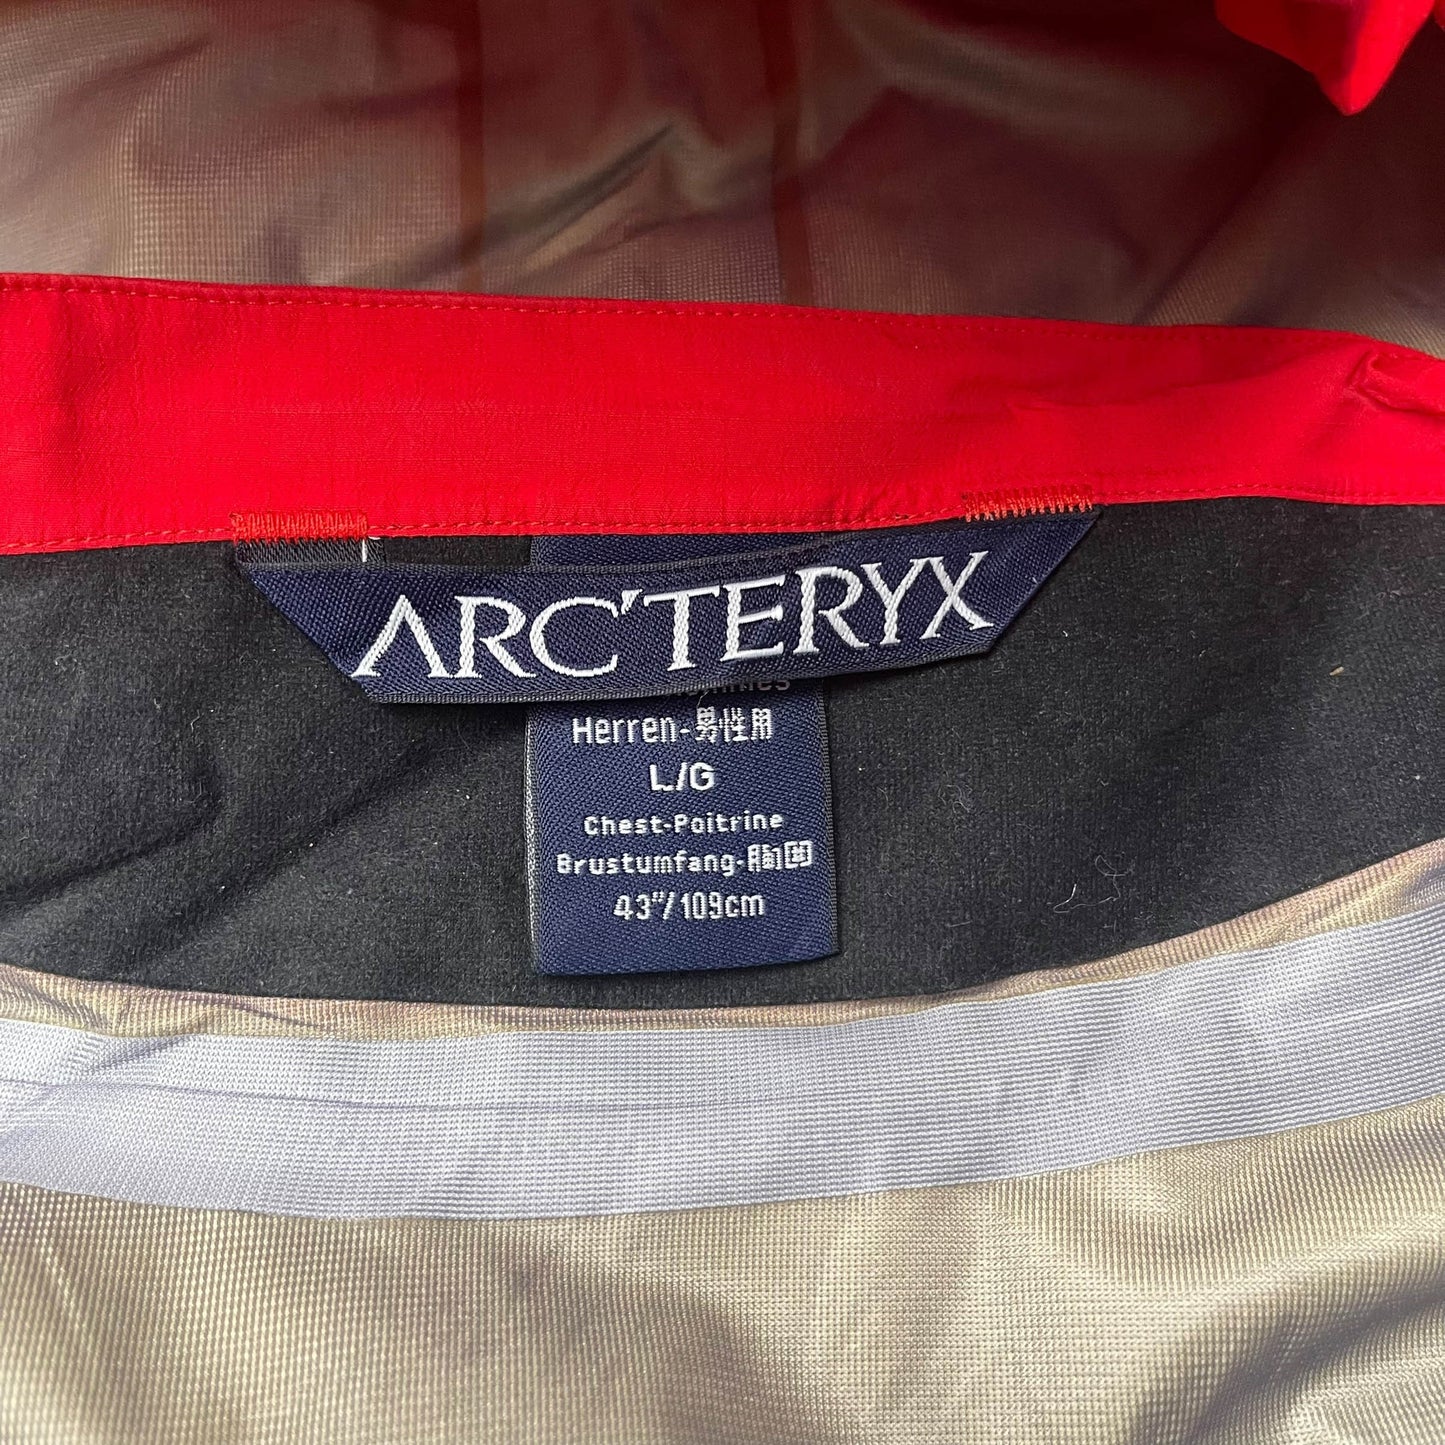 ARC'TERYX
Herren-男性用
L/G
Chest-Poitrine
Brustumfang-胸囲
43"/109cm